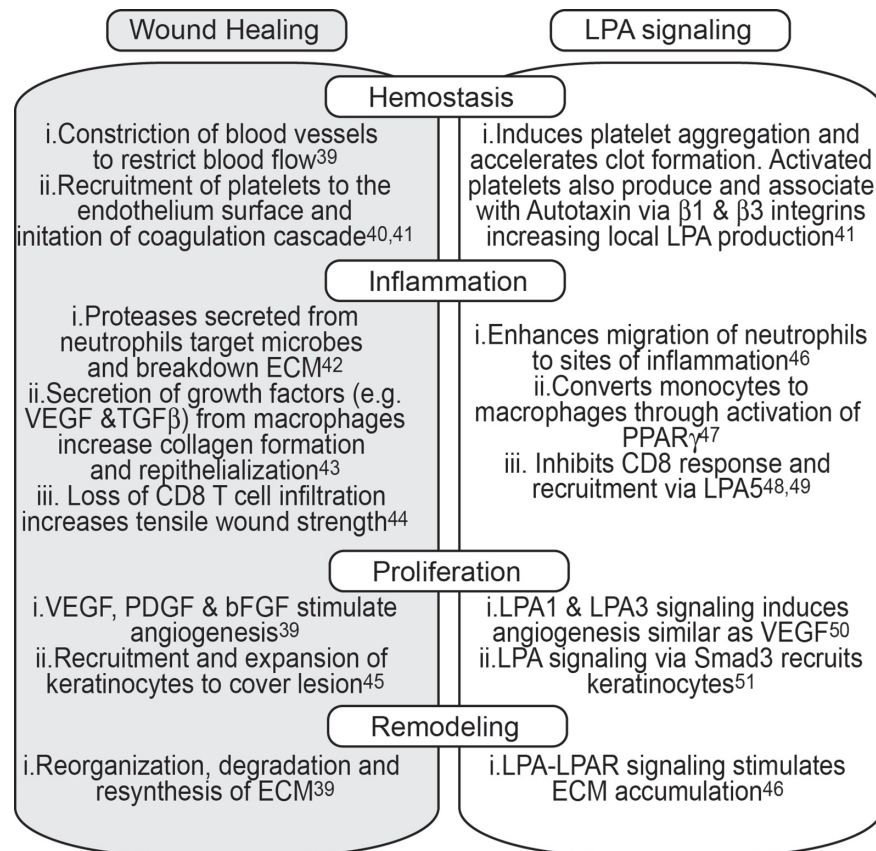 Wound Healing
LPA signaling
Hemostasis
i.Constriction of blood vessels
to restrict blood flow39
ii.Recruitment of platelets to the
endothelium surface and
initation of coagulation cascade40,41
i.Induces platelet aggregation and
accelerates clot formation. Activated
platelets also produce and associate
with Autotaxin via β1 & β3 integrins
increasing local LPA production41
Inflammation
i.Proteases secreted from
neutrophils target microbes
and breakdown ECM42
ii.Secretion of growth factors (e.g.
VEGF &TGFβ) from macrophages
increase collagen formation
and repithelialization43
iii. Loss of CD8 T cell infiltration
increases tensile wound strength44
i.Enhances migration of neutrophils
to sites of inflammation46
ii.Converts monocytes to
macrophages through activation of
PPARγ47
iii. Inhibits CD8 response and
recruitment via LPA548,49
Proliferation
i.VEGF, PDGF & bFGF stimulate
angiogenesis39
ii.Recruitment and expansion of
keratinocytes to cover lesion45
i.LPA1 & LPA3 signaling induces
angiogenesis similar as VEGF50
ii.LPA signaling via Smad3 recruits
keratinocytes51
Remodeling
i.Reorganization, degradation and
resynthesis of ECM39
i.LPA-LPAR signaling stimulates
ECM accumulation46